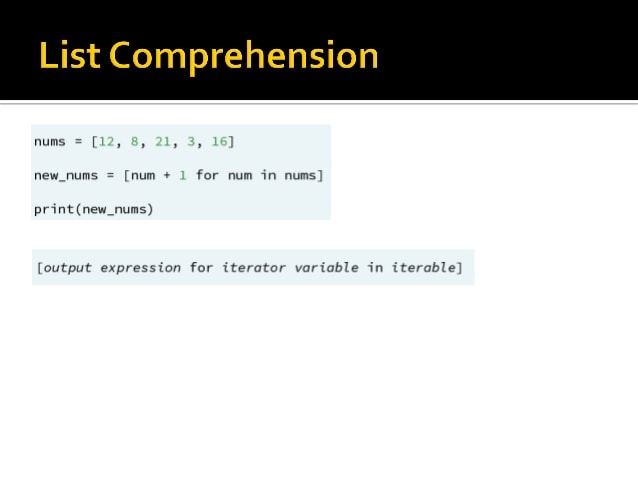 List Comprehension
nums = [12, 8, 21, 3, 16]
new_nums = [num + 1 for num in nums]
print(new_nums)
[output expression for iterator variable in iterable]